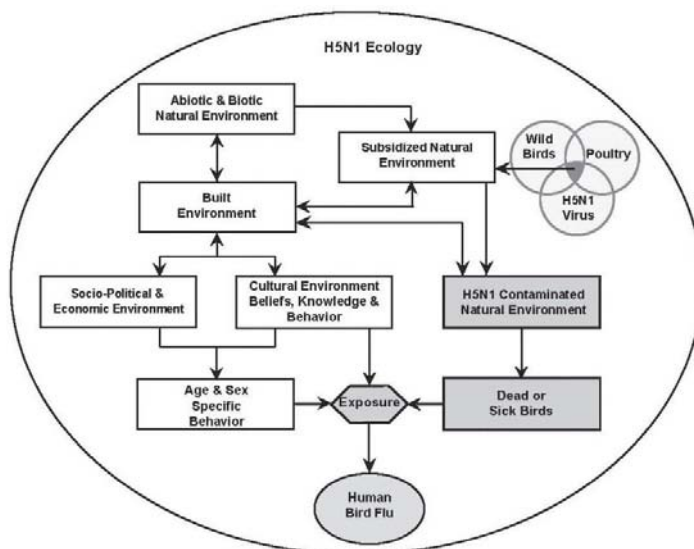 H5N1 Ecology
Abiotic & Biotic
Natural Environment
Subsidized Natural
Environment
Wild
Birds
Poultry
H5N1
Virus
Built
Environment
Socio-Political &
Economic Environment
Cultural Environment
Beliefs, Knowledge &
Behavior
H5N1 Contaminated
Natural Environment
Age & Sex
Specific
Behavior
Exposure
Dead or
Sick Birds
Human
Bird Flu